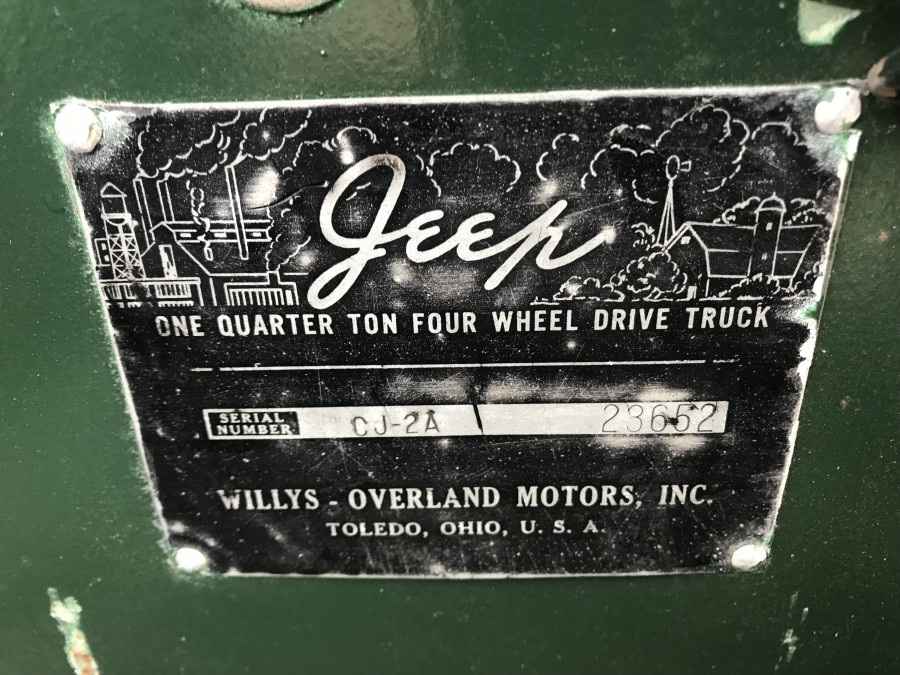 Jeep
ONE QUARTER TON FOUR WHEEL DRIVE TRUCK
SERIAL NUMBER CJ-2A 23652
WILLYS - OVERLAND MOTORS, INC.
TOLEDO, OHIO, U. S. A